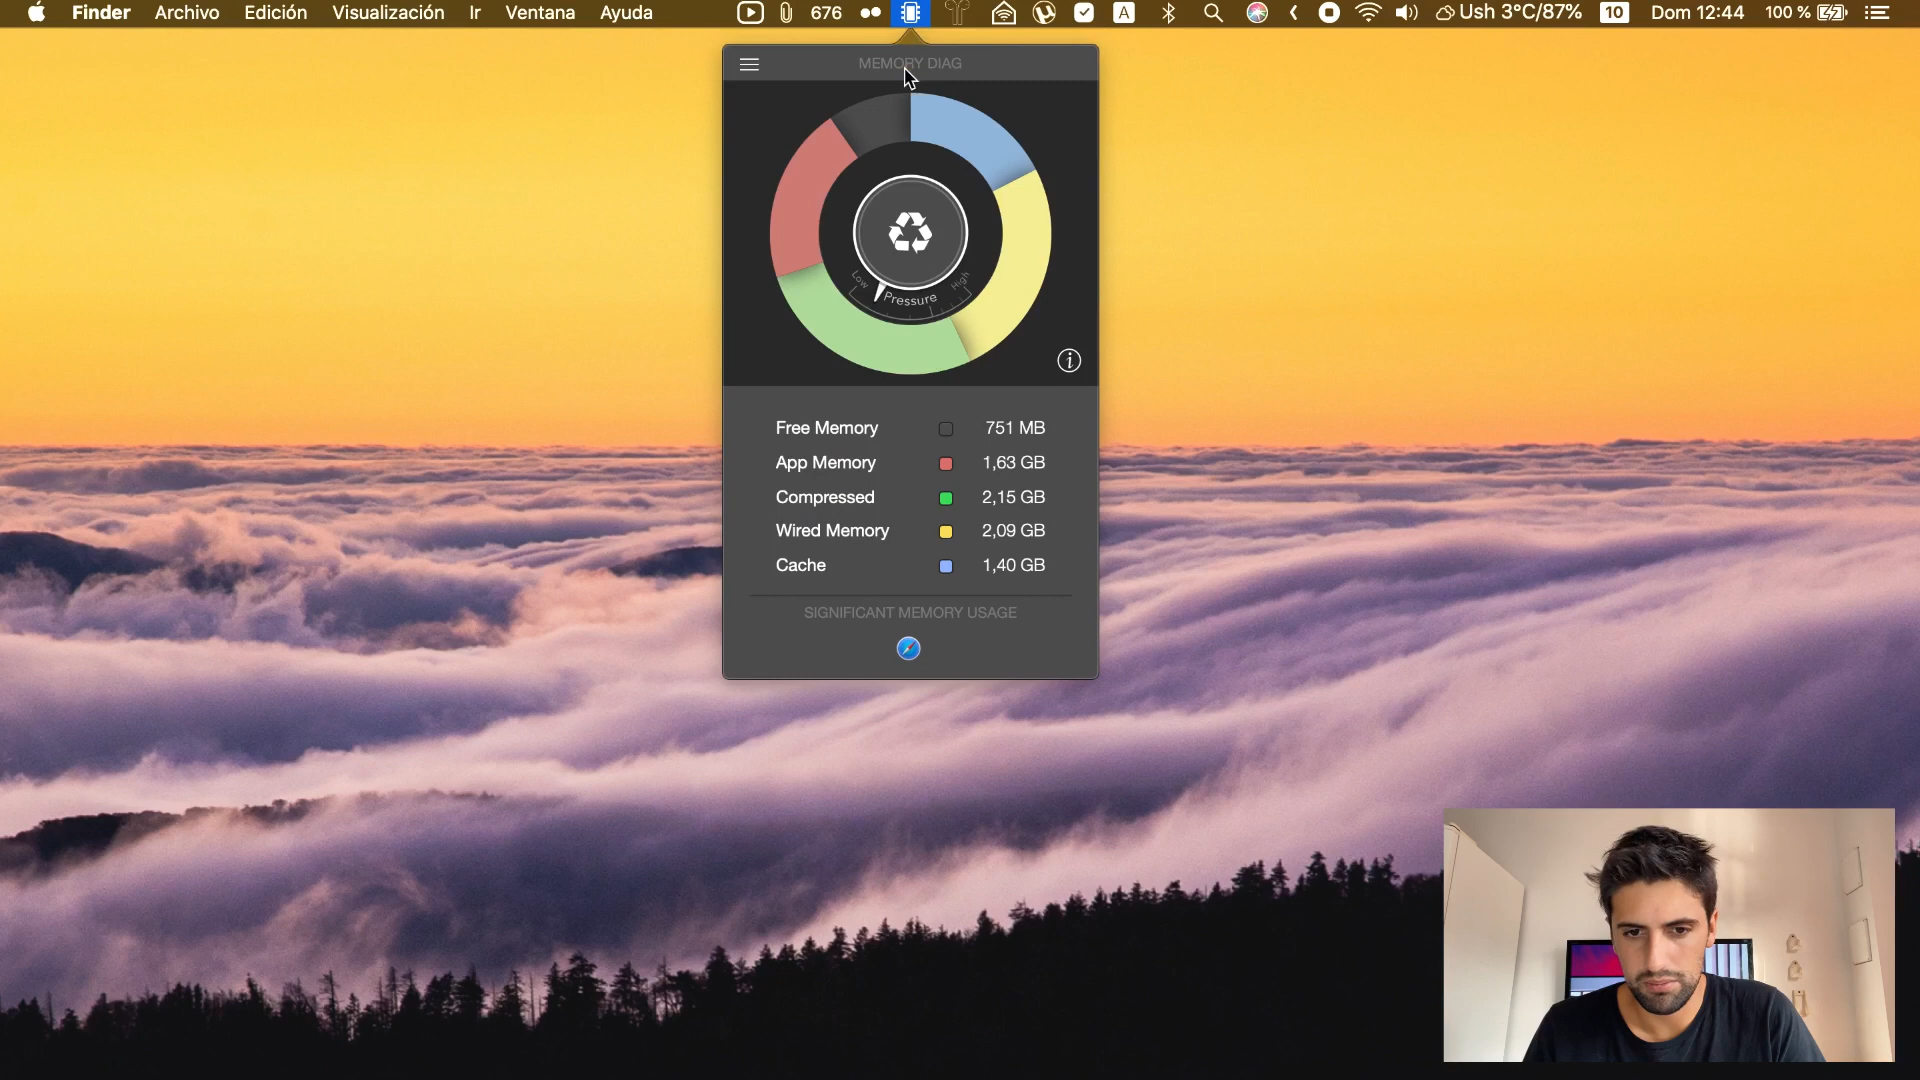 Finder Archivo Edición Visualización Ir Ventana Ayuda 676 A Ush 3°C/87% 10 Dom 12:44 100 %
MEMORY DIAG
Low Pressure High
Free Memory 751 MB
App Memory 1,63 GB
Compressed 2,15 GB
Wired Memory 2,09 GB
Cache 1,40 GB
SIGNIFICANT MEMORY USAGE